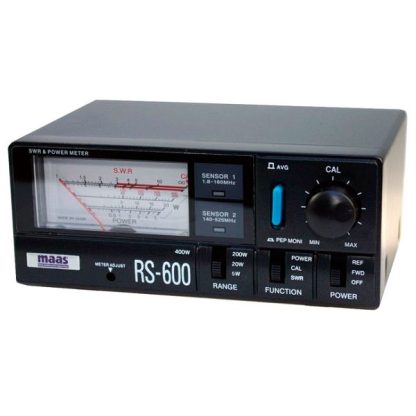 SWR & POWER METER
S.W.R
SENSOR 1
1.8-160MHz
SENSOR 2
140-525MHz
AVG
CAL
PEP MONI
MIN
MAX
maas
METER ADJUST
RS-600
400W
200W
20W
5W
RANGE
POWER
CAL
SWR
FUNCTION
REF
FWD
OFF
POWER